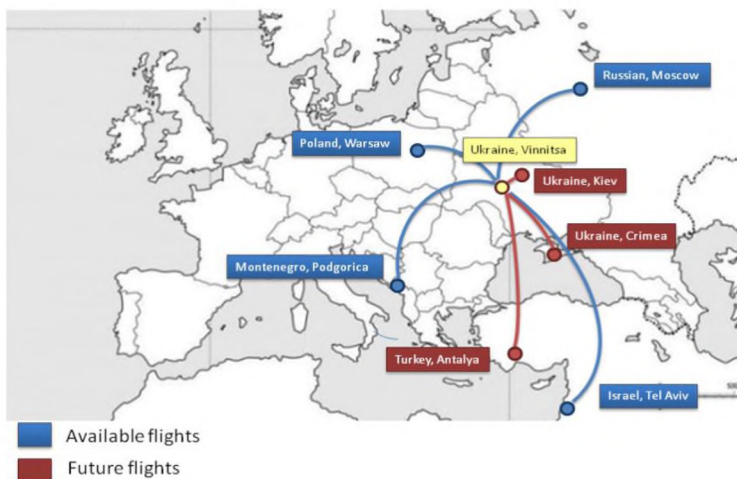 Russian, Moscow
Poland, Warsaw
Ukraine, Vinnitsa
Ukraine, Kiev
Ukraine, Crimea
Montenegro, Podgorica
Turkey, Antalya
Israel, Tel Aviv
Available flights
Future flights